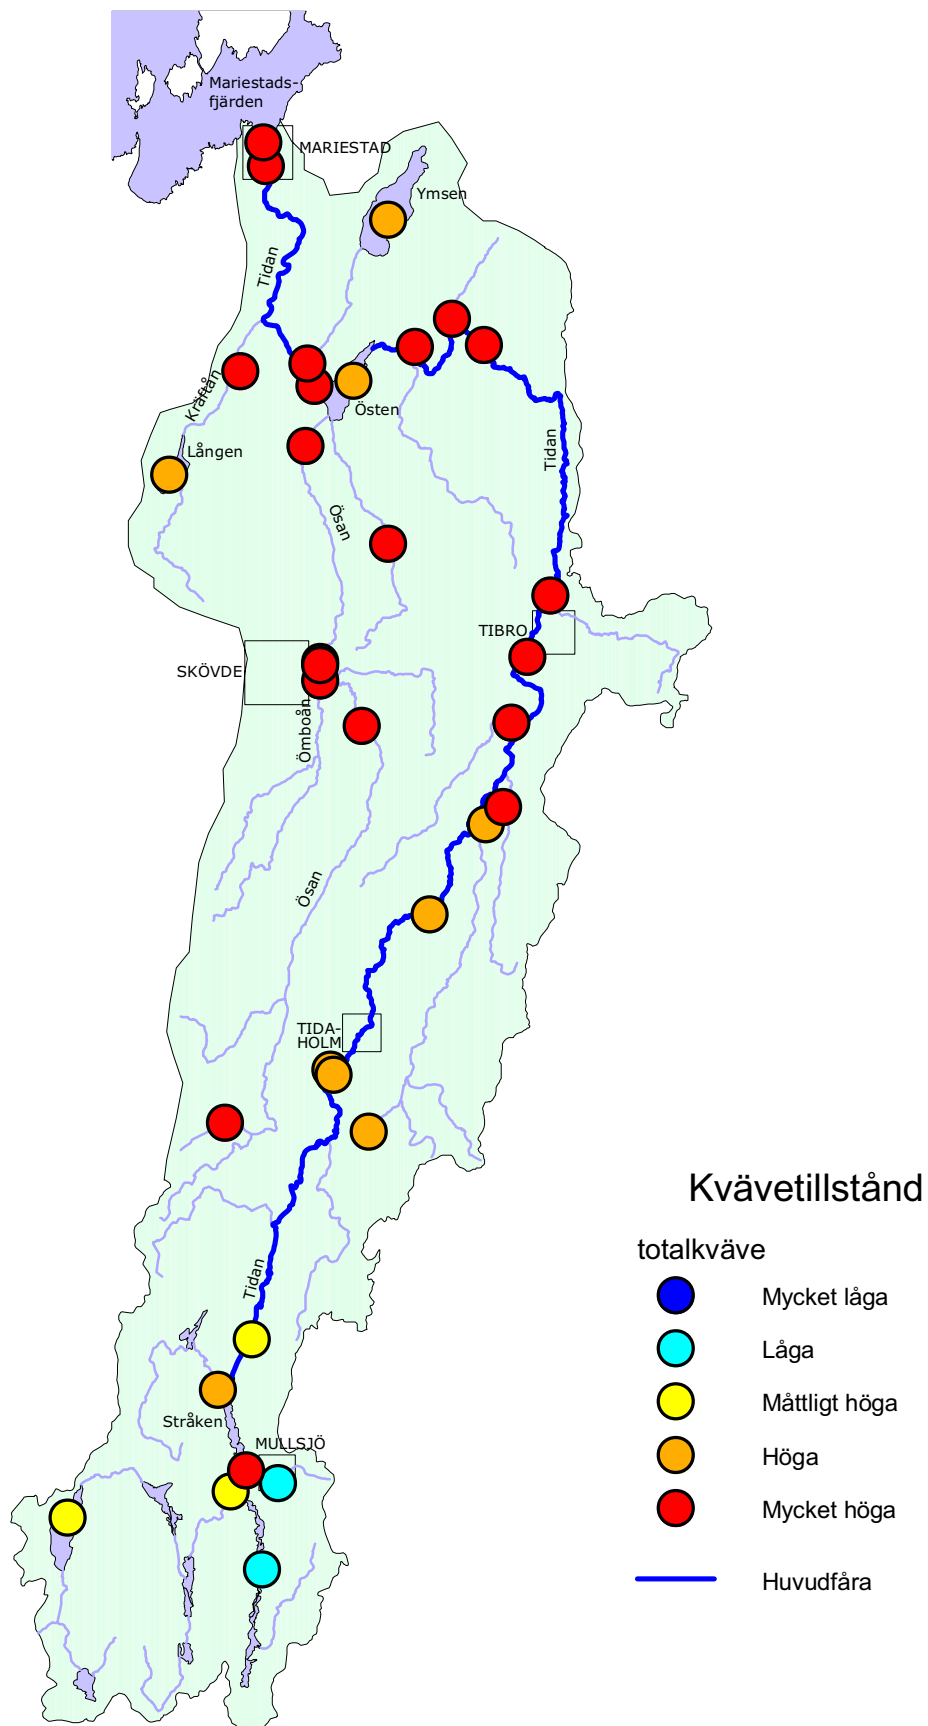 Mariestads-
fjärden
MARIESTAD
Ymsen
Tidan
Kräftån
Östen
Lången
Tidan
Ösan
TIBRO
SKÖVDE
Ömboån
Ösan
TIDA-
HOLM
Tidan
Stråken
MULLSJÖ
Kvävetillstånd
totalkväve
Mycket låga
Låga
Måttligt höga
Höga
Mycket höga
Huvudfåra